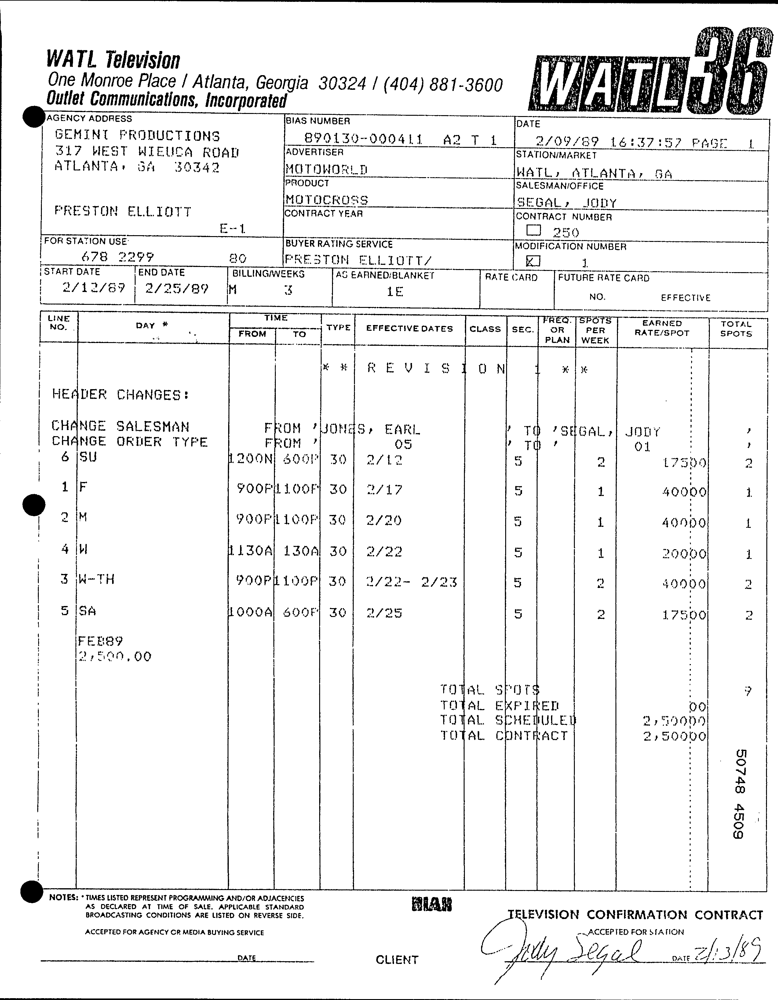 WATL Television
One Monroe Place / Atlanta, Georgia 30324 / (404) 881-3600
Outlet Communications, Incorporated
WATL 36
AGENCY ADDRESS
GEMINI PRODUCTIONS
317 WEST WIEUCA ROAD
ATLANTA, GA 30342
PRESTON ELLIOTT
E-1
BIAS NUMBER
890130-000411 A2 T 1
DATE
2/09/89 16:37:57 PAGE 1
ADVERTISER
MOTOWORLD
STATION/MARKET
WATL, ATLANTA, GA
PRODUCT
MOTOCROSS
SALESMAN/OFFICE
SEGAL, JODY
CONTRACT YEAR
CONTRACT NUMBER
250
FOR STATION USE
678 2299 80
BUYER RATING SERVICE
PRESTON ELLIOTT/
MODIFICATION NUMBER
X 1
START DATE END DATE BILLING/WEEKS AS EARNED/BLANKET RATE CARD FUTURE RATE CARD
2/12/89 2/25/89 M 3 1E NO. EFFECTIVE
LINE NO. DAY * TIME FROM TO TYPE EFFECTIVE DATES CLASS SEC. FREQ. OR PLAN SPOTS PER WEEK EARNED RATE/SPOT TOTAL SPOTS
* * R E V I S I O N 1 * *
HEADER CHANGES:
CHANGE SALESMAN FROM 'JONES, EARL ' TO 'SEGAL, JODY '
CHANGE ORDER TYPE FROM ' 05 ' TO ' 01 '
6 SU 1200N 600P 30 2/12 5 2 17500 2
1 F 900P 1100P 30 2/17 5 1 40000 1
2 M 900P 1100P 30 2/20 5 1 40000 1
4 W 1130A 130A 30 2/22 5 1 20000 1
3 W-TH 900P 1100P 30 2/22- 2/23 5 2 40000 2
5 SA 1000A 600P 30 2/25 5 2 17500 2
FEB89
2,500.00
TOTAL SPOTS 9
TOTAL EXPIRED 00
TOTAL SCHEDULED 2,50000
TOTAL CONTRACT 2,50000
50748 4509
NOTES: * TIMES LISTED REPRESENT PROGRAMMING AND/OR ADJACENCIES
AS DECLARED AT TIME OF SALE. APPLICABLE STANDARD
BROADCASTING CONDITIONS ARE LISTED ON REVERSE SIDE.
BIAS
TELEVISION CONFIRMATION CONTRACT
ACCEPTED FOR AGENCY OR MEDIA BUYING SERVICE
ACCEPTED FOR STATION
DATE
CLIENT
Jody Segal DATE 2/13/89